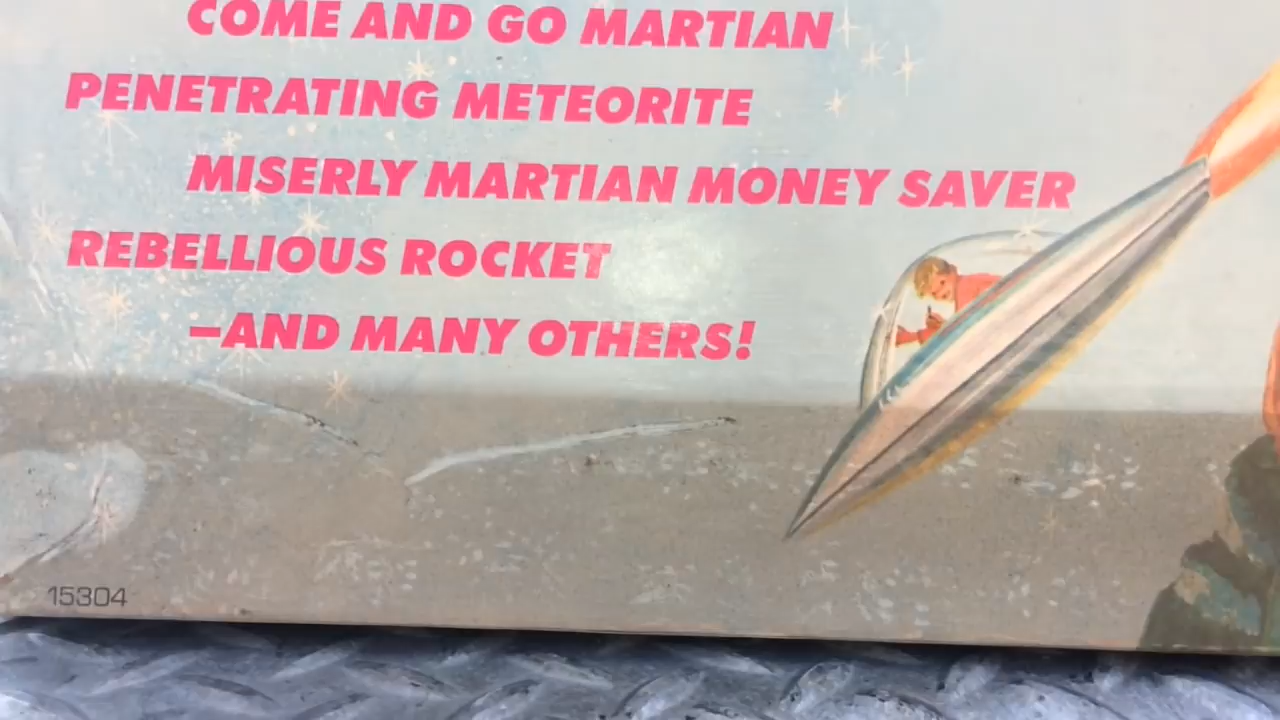 COME AND GO MARTIAN
PENETRATING METEORITE
MISERLY MARTIAN MONEY SAVER
REBELLIOUS ROCKET
—AND MANY OTHERS!
15304